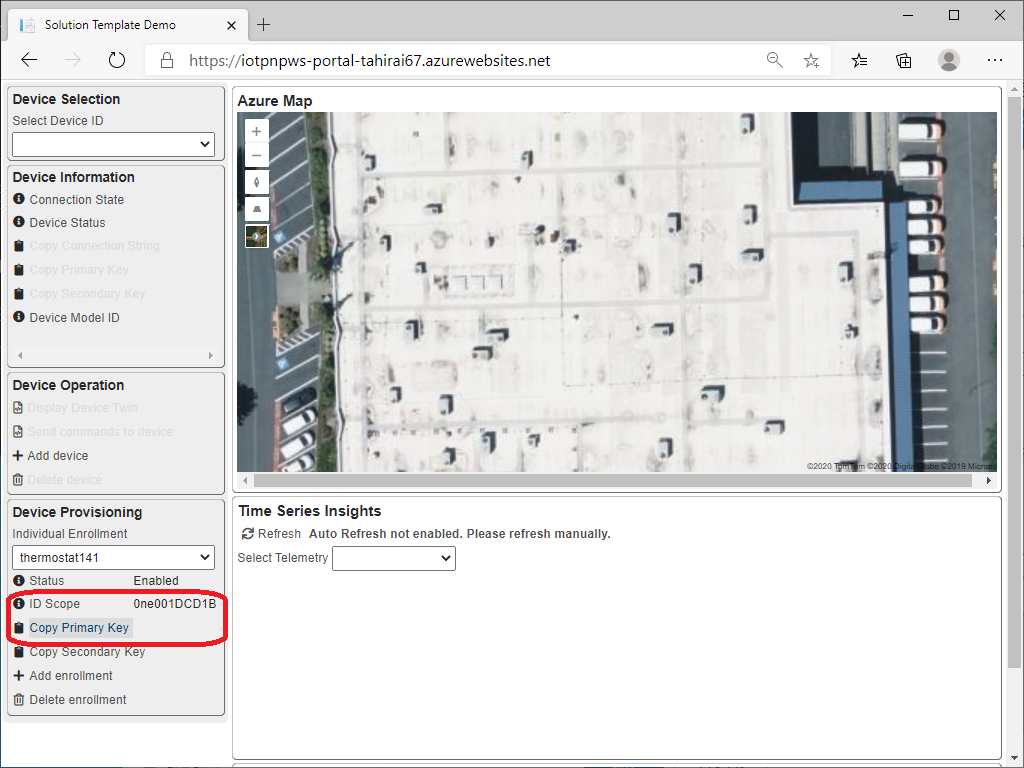 Solution Template Demo
https://iotpnpws-portal-tahirai67.azurewebsites.net
Device Selection
Select Device ID
Device Information
Connection State
Device Status
Copy Connection String
Copy Primary Key
Copy Secondary Key
Device Model ID
Device Operation
Display Device Twin
Send commands to device
Add device
Delete device
Device Provisioning
Individual Enrollment
thermostat141
Status Enabled
ID Scope 0ne001DCD1B
Copy Primary Key
Copy Secondary Key
Add enrollment
Delete enrollment
Azure Map
©2020 TomTom ©2020 DigitalGlobe ©2019 Microso
Time Series Insights
Refresh Auto Refresh not enabled. Please refresh manually.
Select Telemetry